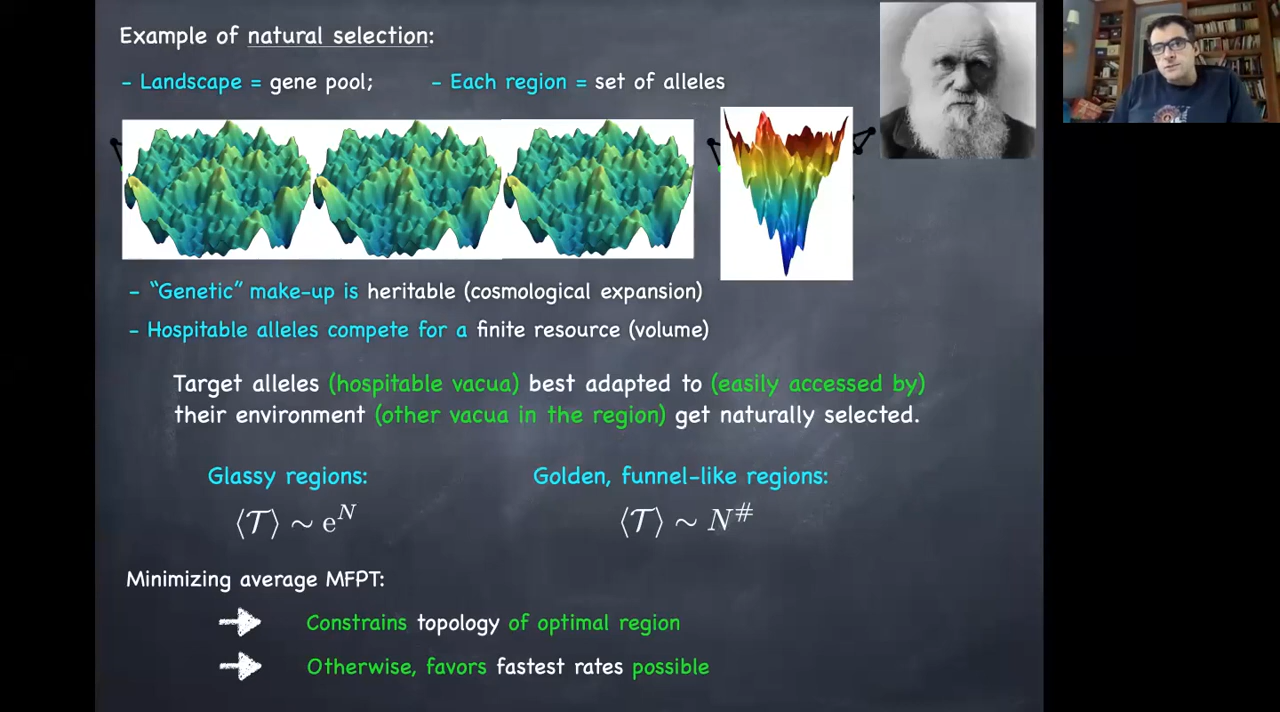 Example of natural selection:
- Landscape = gene pool; - Each region = set of alleles
- “Genetic” make-up is heritable (cosmological expansion)
- Hospitable alleles compete for a finite resource (volume)
Target alleles (hospitable vacua) best adapted to (easily accessed by)
their environment (other vacua in the region) get naturally selected.
Glassy regions: Golden, funnel-like regions:
⟨𝒯⟩ ∼ e^N ⟨𝒯⟩ ∼ N^#
Minimizing average MFPT:
Constrains topology of optimal region
Otherwise, favors fastest rates possible